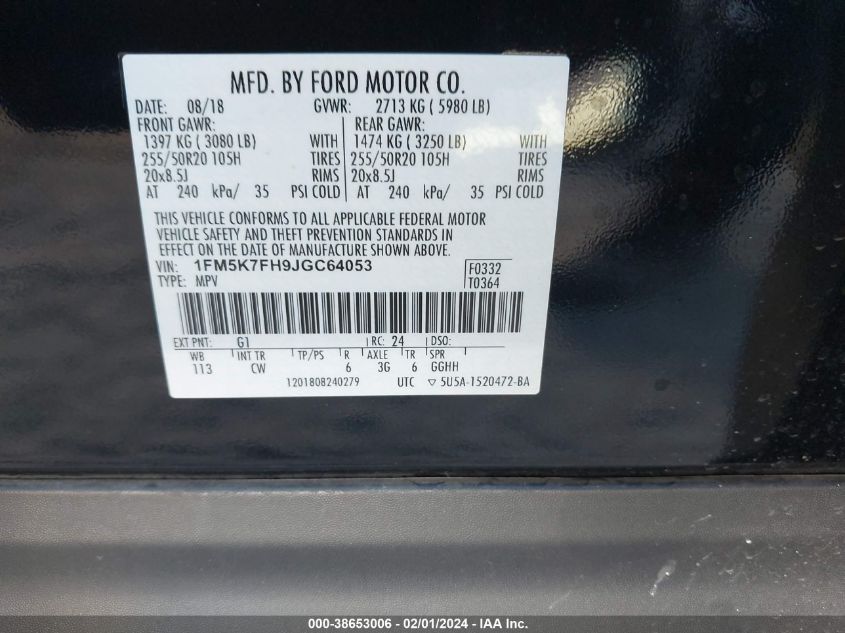 MFD. BY FORD MOTOR CO.
DATE: 08/18 GVWR: 2713 KG ( 5980 LB)
FRONT GAWR: REAR GAWR:
1397 KG ( 3080 LB) WITH 1474 KG ( 3250 LB) WITH
255/50R20 105H TIRES 255/50R20 105H TIRES
20x8.5J RIMS 20x8.5J RIMS
AT 240 kPa/ 35 PSI COLD AT 240 kPa/ 35 PSI COLD
THIS VEHICLE CONFORMS TO ALL APPLICABLE FEDERAL MOTOR
VEHICLE SAFETY AND THEFT PREVENTION STANDARDS IN
EFFECT ON THE DATE OF MANUFACTURE SHOWN ABOVE.
VIN: 1FM5K7FH9JGC64053 F0332
TYPE: MPV T0364
EXT PNT: G1 RC: 24 DSO:
WB INT TR TP/PS R AXLE TR SPR
113 CW 6 3G 6 GGHH
1201808240279 UTC ▽ 5U5A-1520472-BA
000-38653006 - 02/01/2024 - IAA Inc.